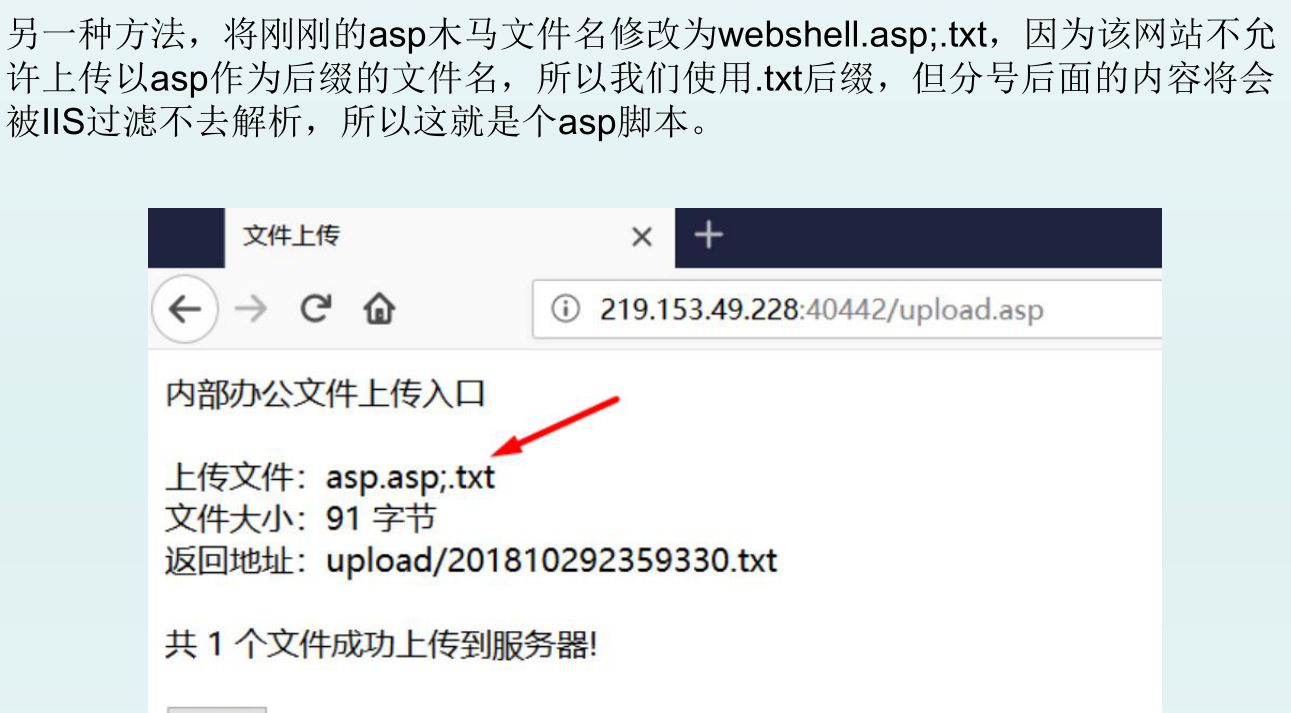 另一种方法，将刚刚的asp木马文件名修改为webshell.asp;.txt，因为该网站不允
许上传以asp作为后缀的文件名，所以我们使用.txt后缀，但分号后面的内容将会
被IIS过滤不去解析，所以这就是个asp脚本。
文件上传
219.153.49.228:40442/upload.asp
内部办公文件上传入口
上传文件：asp.asp;.txt
文件大小：91 字节
返回地址：upload/201810292359330.txt
共 1 个文件成功上传到服务器!